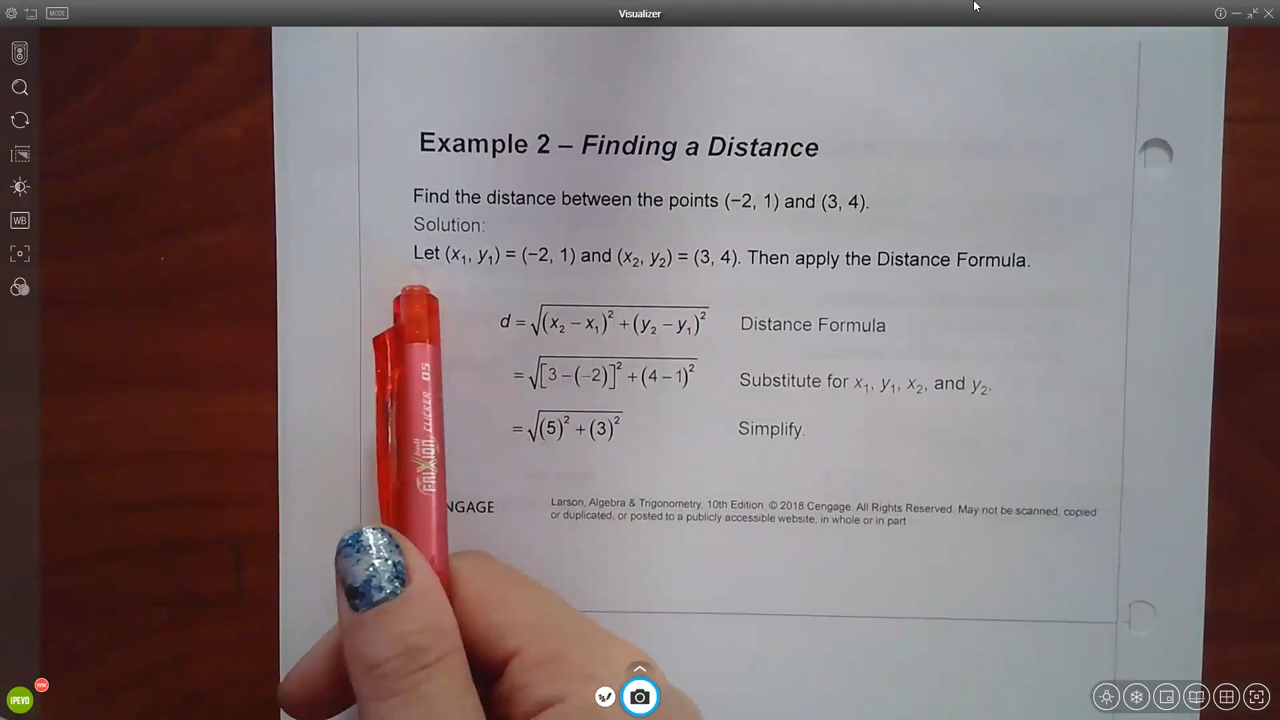 MODE
Visualizer
Example 2 – Finding a Distance
Find the distance between the points (−2, 1) and (3, 4).
Solution:
Let (x₁, y₁) = (−2, 1) and (x₂, y₂) = (3, 4). Then apply the Distance Formula.
d = √((x₂ − x₁)² + (y₂ − y₁)²) Distance Formula
= √([3 − (−2)]² + (4 − 1)²) Substitute for x₁, y₁, x₂, and y₂.
= √((5)² + (3)²) Simplify.
FRIXION ball CLICKER 05
NGAGE
Larson, Algebra & Trigonometry, 10th Edition. © 2018 Cengage. All Rights Reserved. May not be scanned, copied
or duplicated, or posted to a publicly accessible website, in whole or in part
WB
IPEVO
new